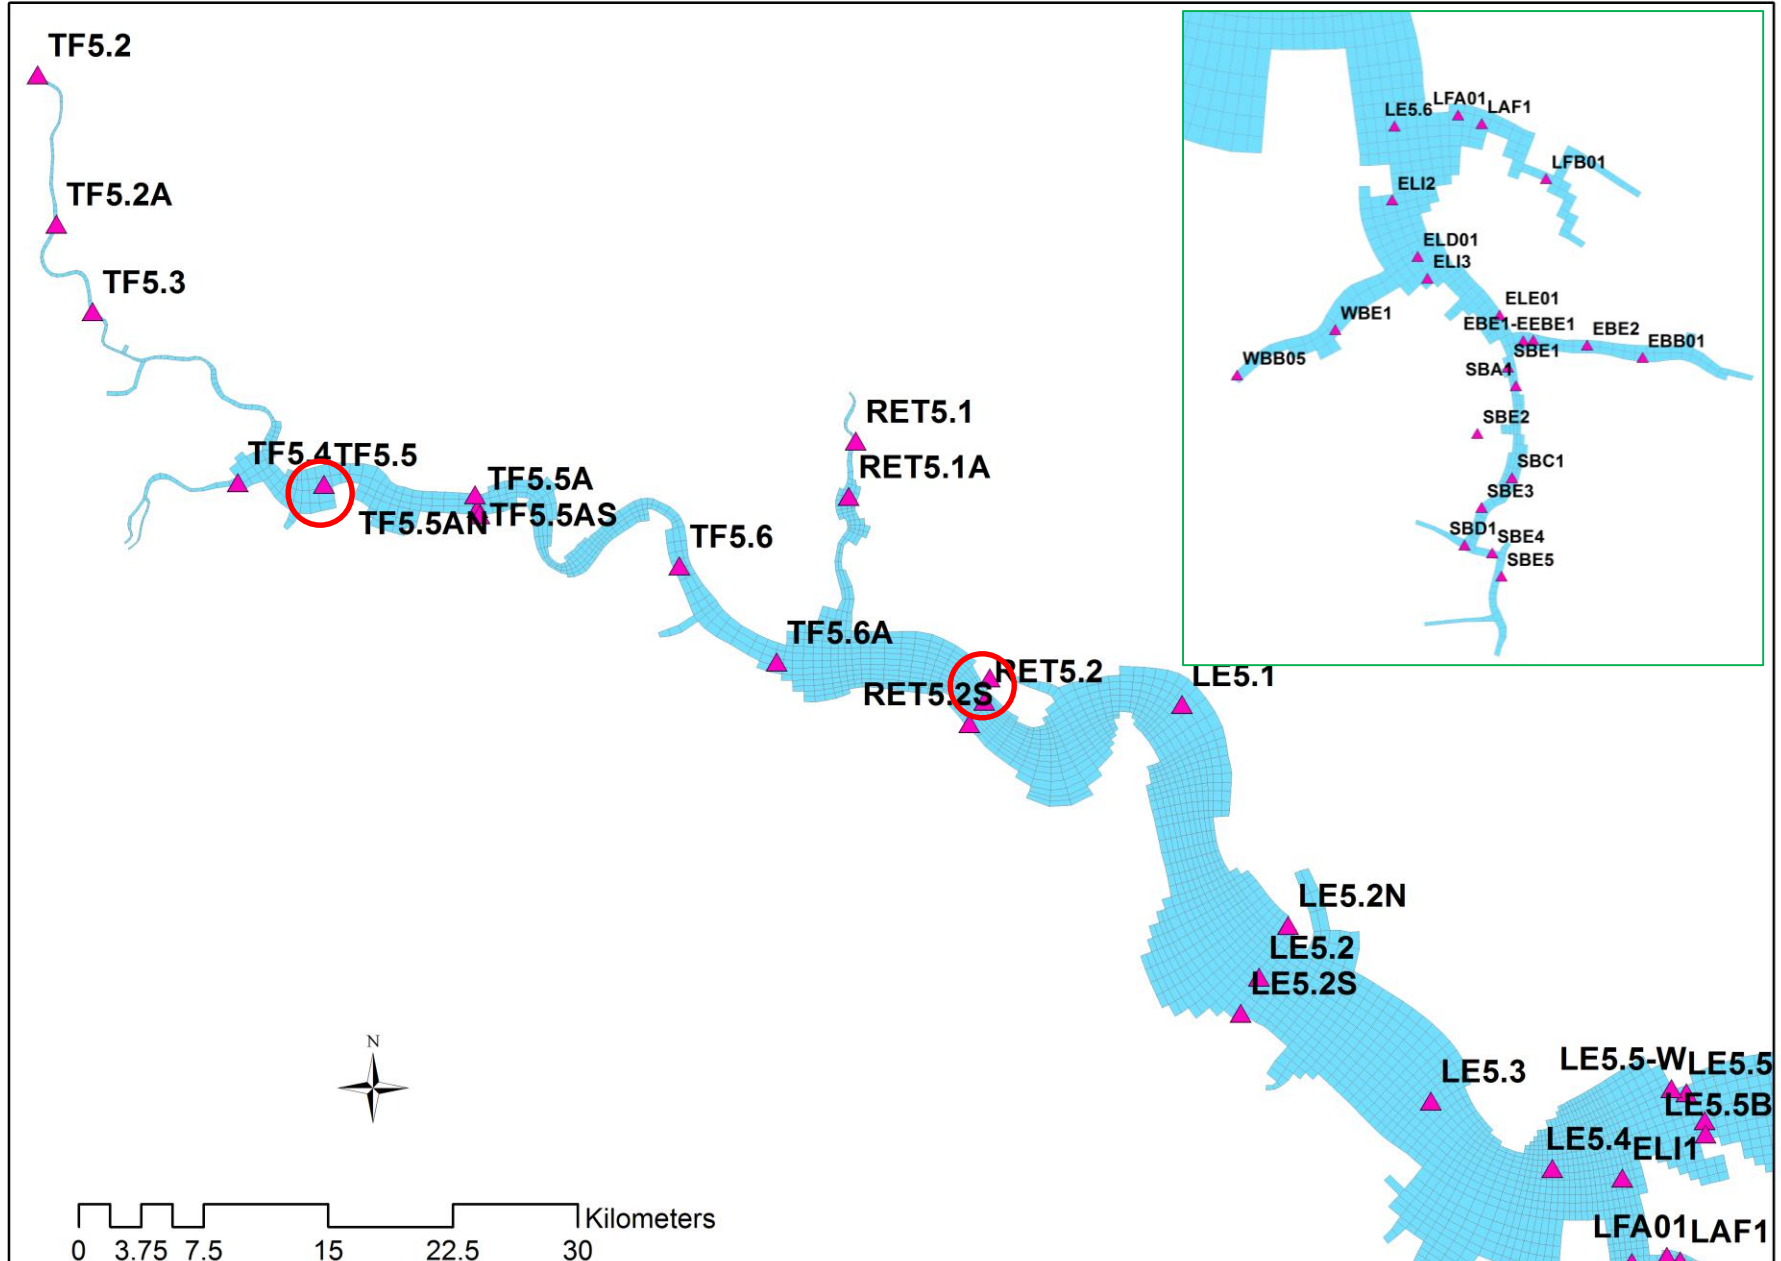 TF5.2
TF5.2A
TF5.3
TF5.4
TF5.5
TF5.5A
TF5.5AN
TF5.5AS
TF5.6
RET5.1
RET5.1A
TF5.6A
RET5.2
RET5.2S
LE5.1
LE5.2N
LE5.2
LE5.2S
LE5.3
LE5.5-W
LE5.5
LE5.5B
LE5.4
ELI1
LFA01
LAF1
LE5.6
LFA01
LAF1
LFB01
ELI2
ELD01
ELI3
ELE01
WBE1
EBE1-EEBE1
EBE2
EBB01
SBE1
WBB05
SBA1
SBE2
SBC1
SBE3
SBD1
SBE4
SBE5
N
Kilometers
0 3.75 7.5 15 22.5 30